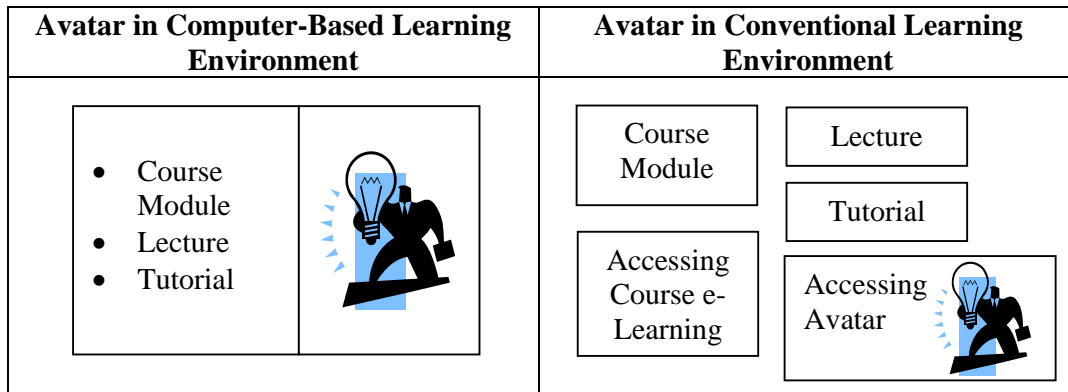 Avatar in Computer-Based Learning
Environment
Avatar in Conventional Learning
Environment
• Course
Module
• Lecture
• Tutorial
Course
Module
Lecture
Tutorial
Accessing
Course e-
Learning
Accessing
Avatar